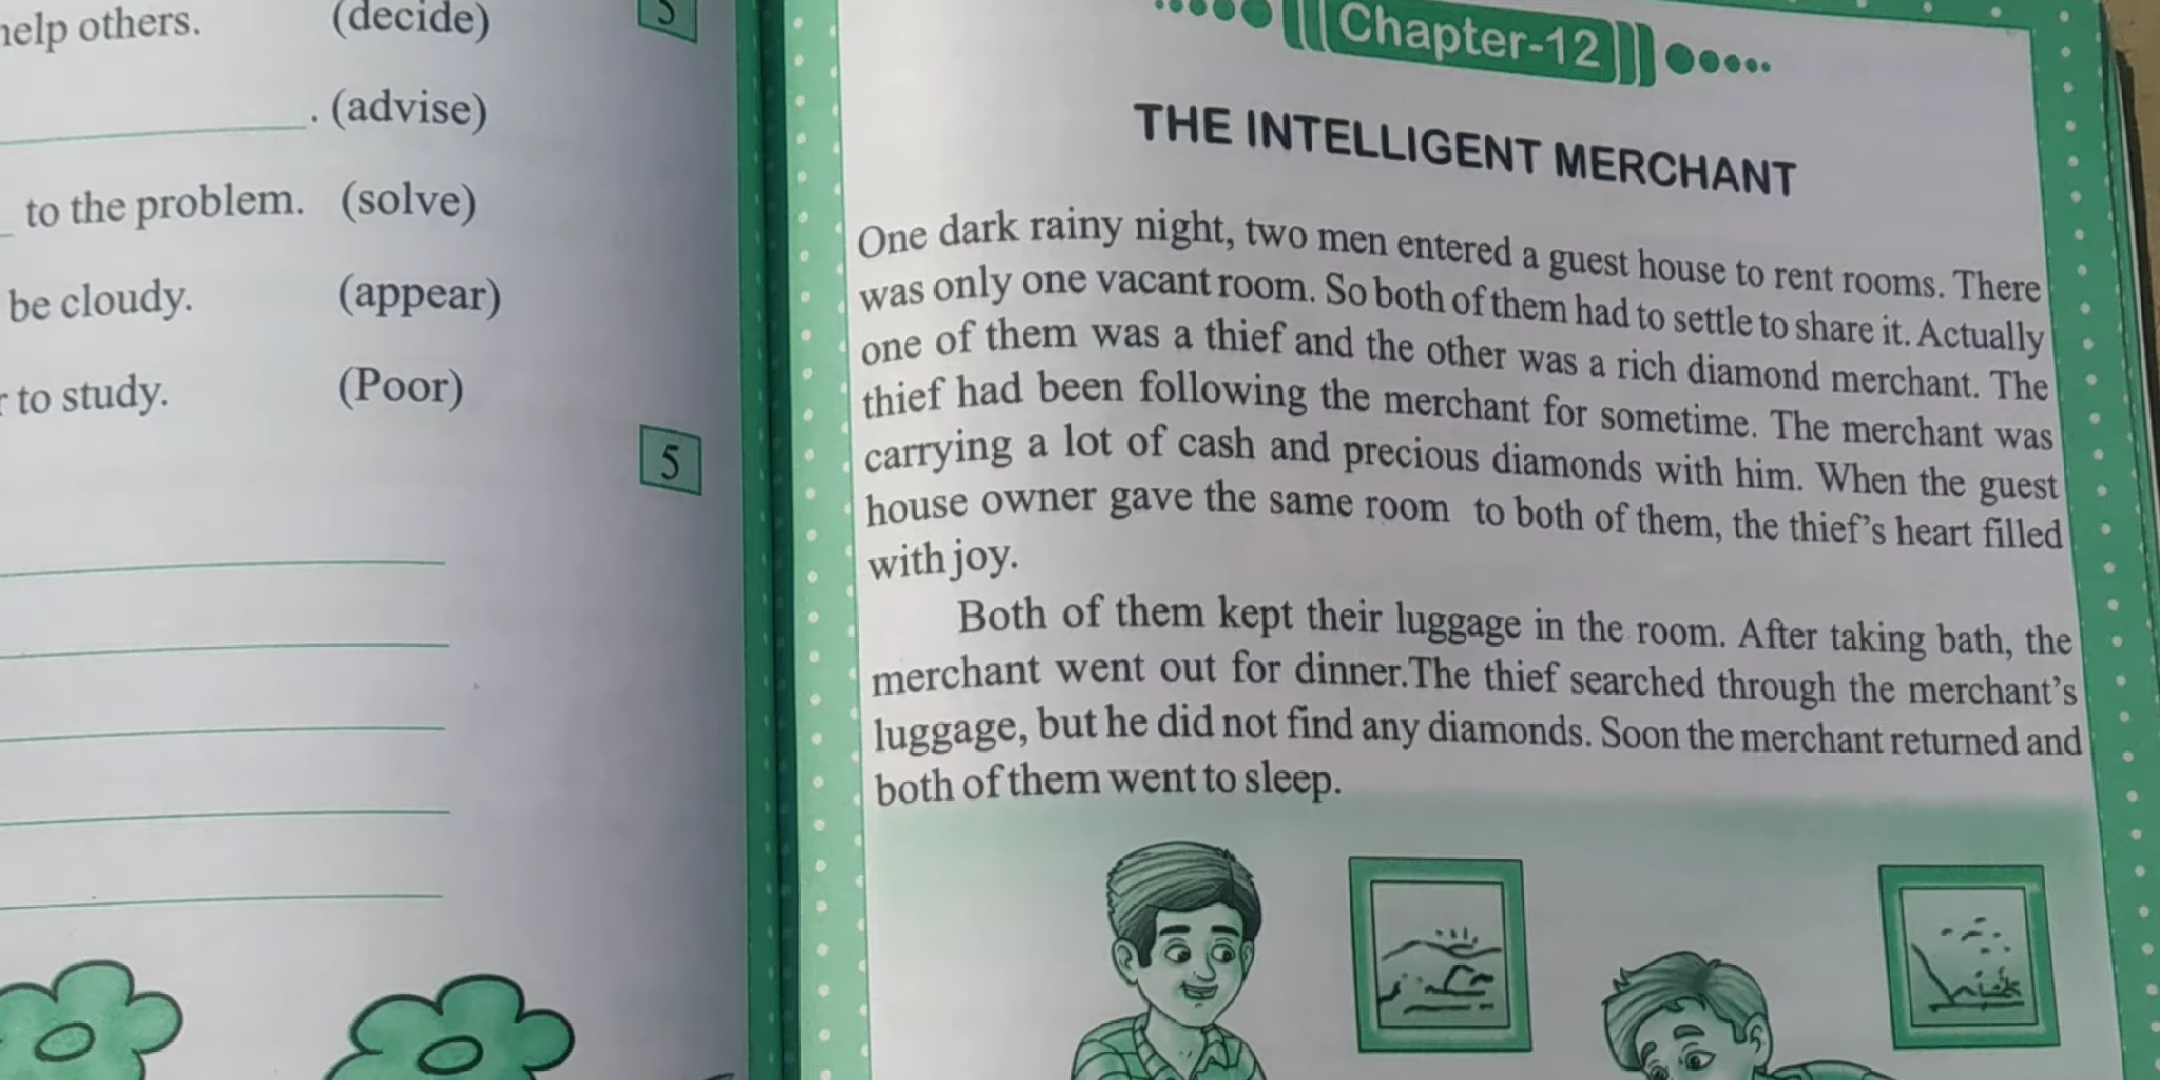 help others. (decide)
. (advise)
to the problem. (solve)
be cloudy. (appear)
to study. (Poor)
5
Chapter-12
THE INTELLIGENT MERCHANT
One dark rainy night, two men entered a guest house to rent rooms. There
was only one vacant room. So both of them had to settle to share it. Actually
one of them was a thief and the other was a rich diamond merchant. The
thief had been following the merchant for sometime. The merchant was
carrying a lot of cash and precious diamonds with him. When the guest
house owner gave the same room to both of them, the thief's heart filled
with joy.
Both of them kept their luggage in the room. After taking bath, the
merchant went out for dinner.The thief searched through the merchant's
luggage, but he did not find any diamonds. Soon the merchant returned and
both of them went to sleep.